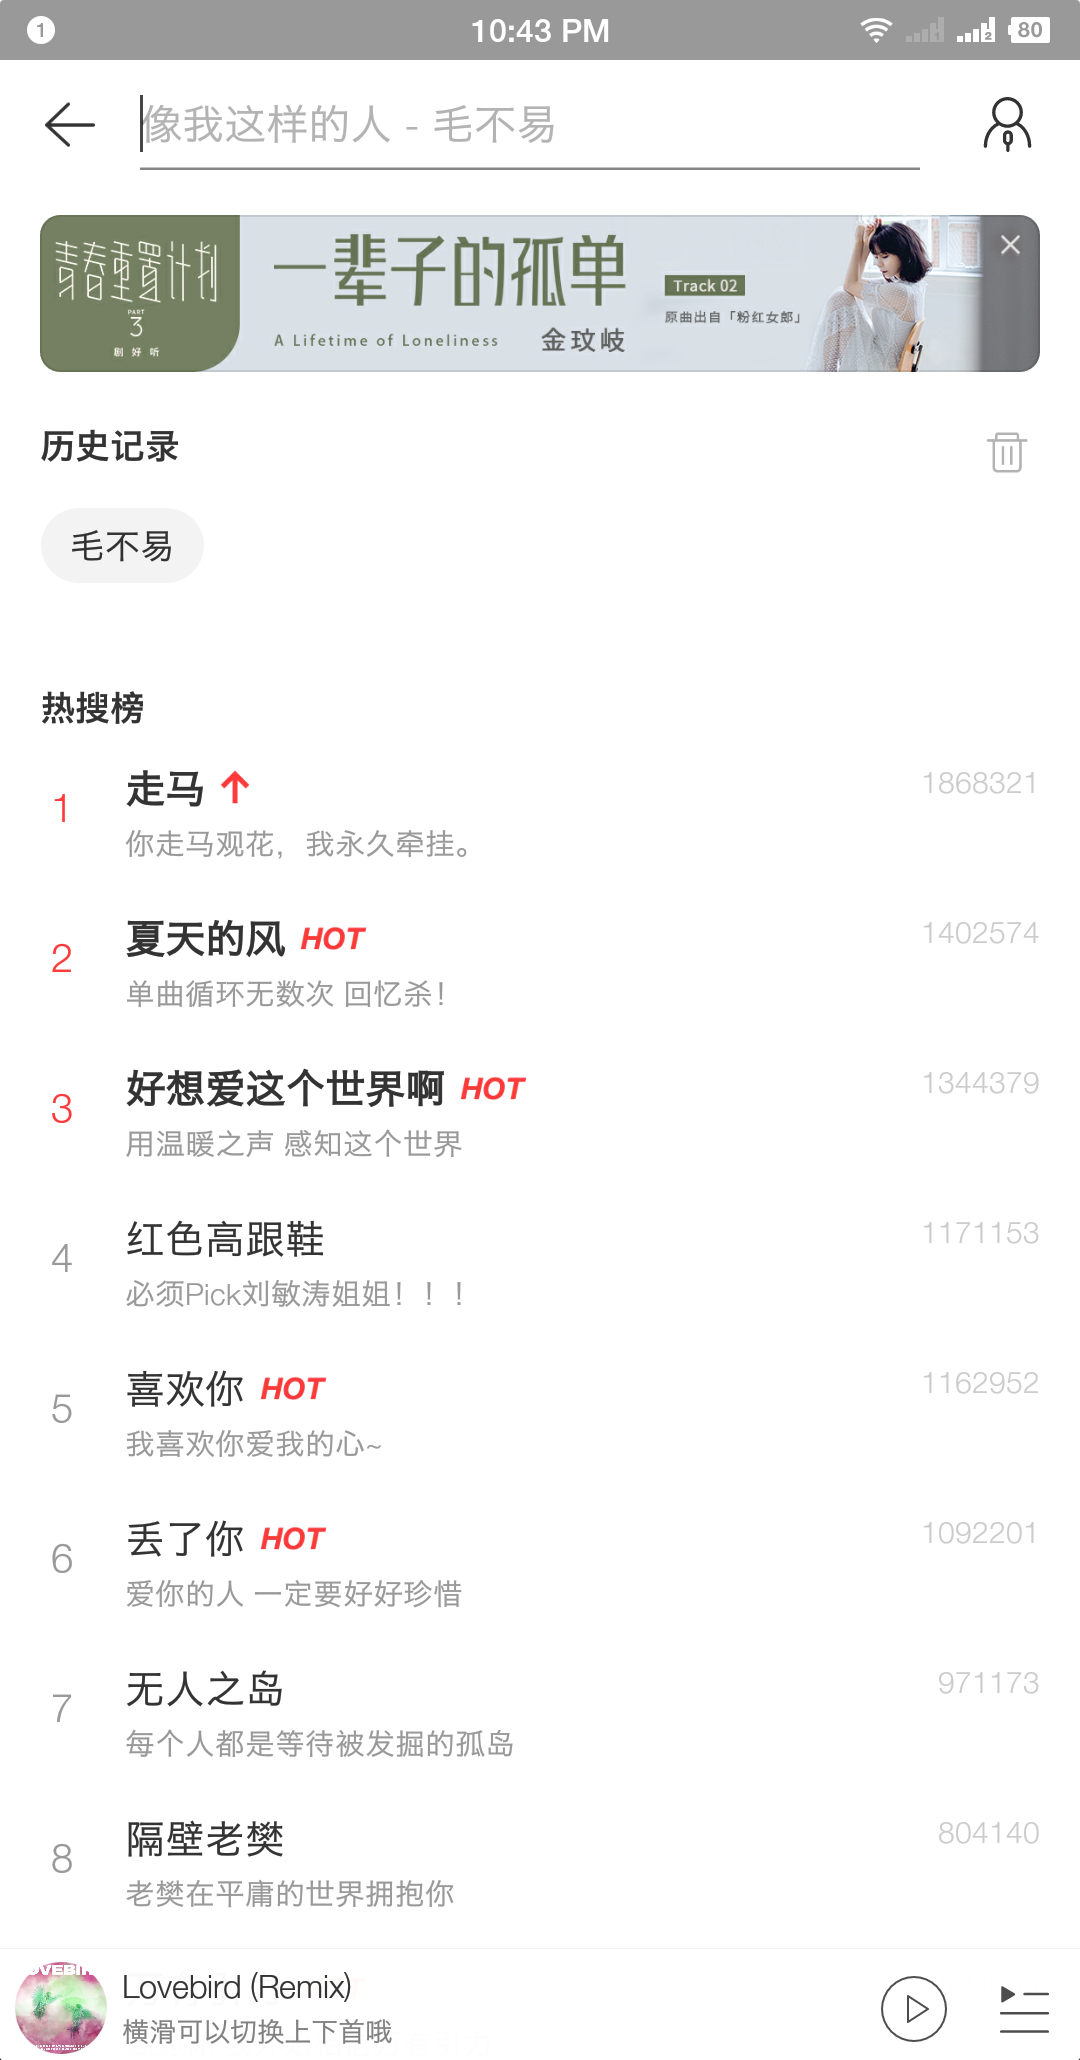 1
10:43 PM
1
2
80
像我这样的人 - 毛不易
青春重置计划
PART
3
剧 好 听
一辈子的孤单
A Lifetime of Loneliness
金玟岐
Track 02
原曲出自「粉红女郎」
历史记录
毛不易
热搜榜
1
走马
1868321
你走马观花，我永久牵挂。
2
夏天的风 HOT
1402574
单曲循环无数次 回忆杀！
3
好想爱这个世界啊 HOT
1344379
用温暖之声 感知这个世界
4
红色高跟鞋
1171153
必须Pick刘敏涛姐姐！！！
5
喜欢你 HOT
1162952
我喜欢你爱我的心~
6
丢了你 HOT
1092201
爱你的人 一定要好好珍惜
7
无人之岛
971173
每个人都是等待被发掘的孤岛
8
隔壁老樊
804140
老樊在平庸的世界拥抱你
Lovebird (Remix)
横滑可以切换上下首哦